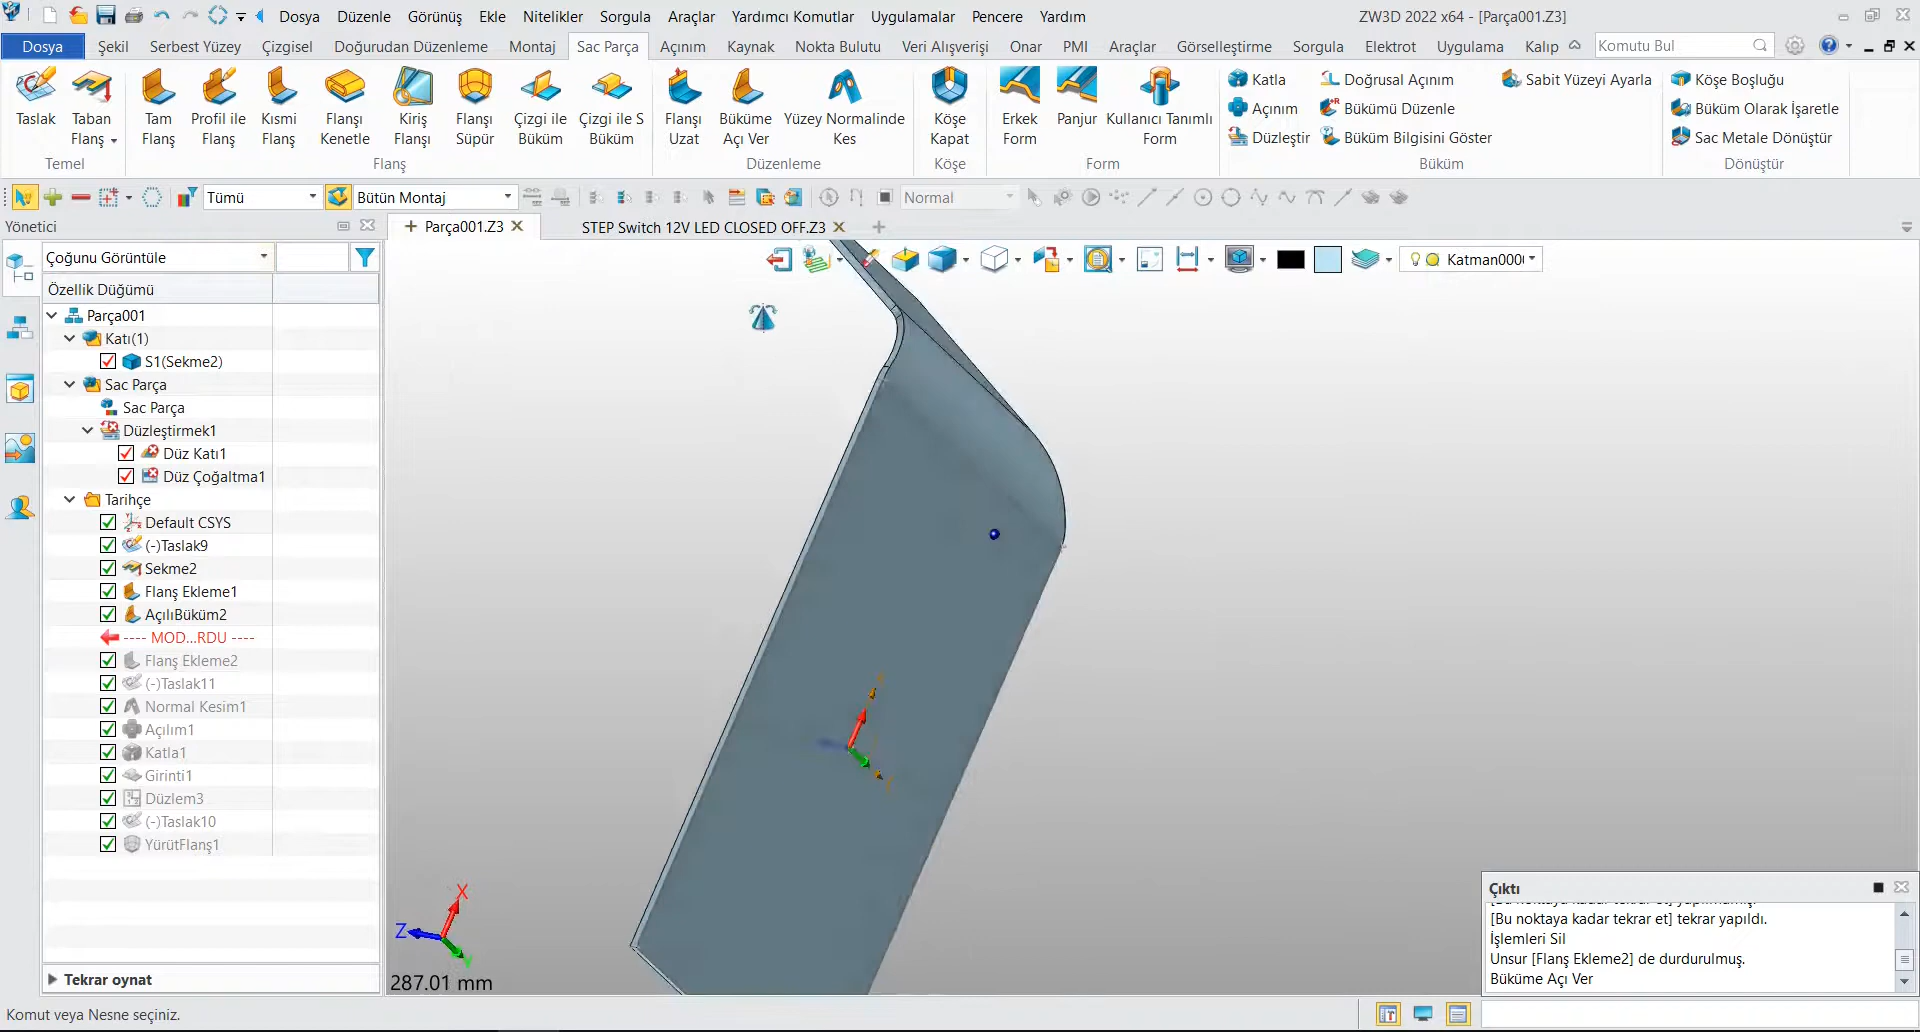 Dosya Düzenle Görünüş Ekle Nitelikler Sorgula Araçlar Yardımcı Komutlar Uygulamalar Pencere Yardım ZW3D 2022 x64 - [Parça001.Z3]
Dosya Şekil Serbest Yüzey Çizgisel Doğurudan Düzenleme Montaj Sac Parça Açınım Kaynak Nokta Bulutu Veri Alışverişi Onar PMI Araçlar Görselleştirme Sorgula Elektrot Uygulama Kalıp Komutu Bul
Taslak Taban Flanş Tam Flanş Profil ile Flanş Kısmi Flanş Flanşı Kenetle Kiriş Flanşı Flanşı Süpür Çizgi ile Büküm Çizgi ile S Büküm Flanşı Uzat Büküme Açı Ver Yüzey Normalinde Kes Köşe Kapat Erkek Form Panjur Kullanıcı Tanımlı Form
Katla Doğrusal Açınım Sabit Yüzeyi Ayarla Köşe Boşluğu
Açınım Bükümü Düzenle Büküm Olarak İşaretle
Düzleştir Büküm Bilgisini Göster Sac Metale Dönüştür
Temel Flanş Düzenleme Köşe Form Büküm Dönüştür
Tümü Bütün Montaj Normal
Yönetici Parça001.Z3 STEP Switch 12V LED CLOSED OFF.Z3
Çoğunu Görüntüle Katman000
Özellik Düğümü
Parça001
Katı(1)
S1(Sekme2)
Sac Parça
Sac Parça
Düzleştirmek1
Düz Katı1
Düz Çoğaltma1
Tarihçe
Default CSYS
(-)Taslak9
Sekme2
Flanş Ekleme1
AçılıBüküm2
---- MOD...RDU ----
Flanş Ekleme2
(-)Taslak11
Normal Kesim1
Açılım1
Katla1
Girinti1
Düzlem3
(-)Taslak10
YürütFlanş1
Tekrar oynat
X
Z
Y
287.01 mm
Çıktı
[Bu noktaya kadar tekrar et] tekrar yapıldı.
İşlemleri Sil
Unsur [Flanş Ekleme2] de durdurulmuş.
Büküme Açı Ver
Komut veya Nesne seçiniz.